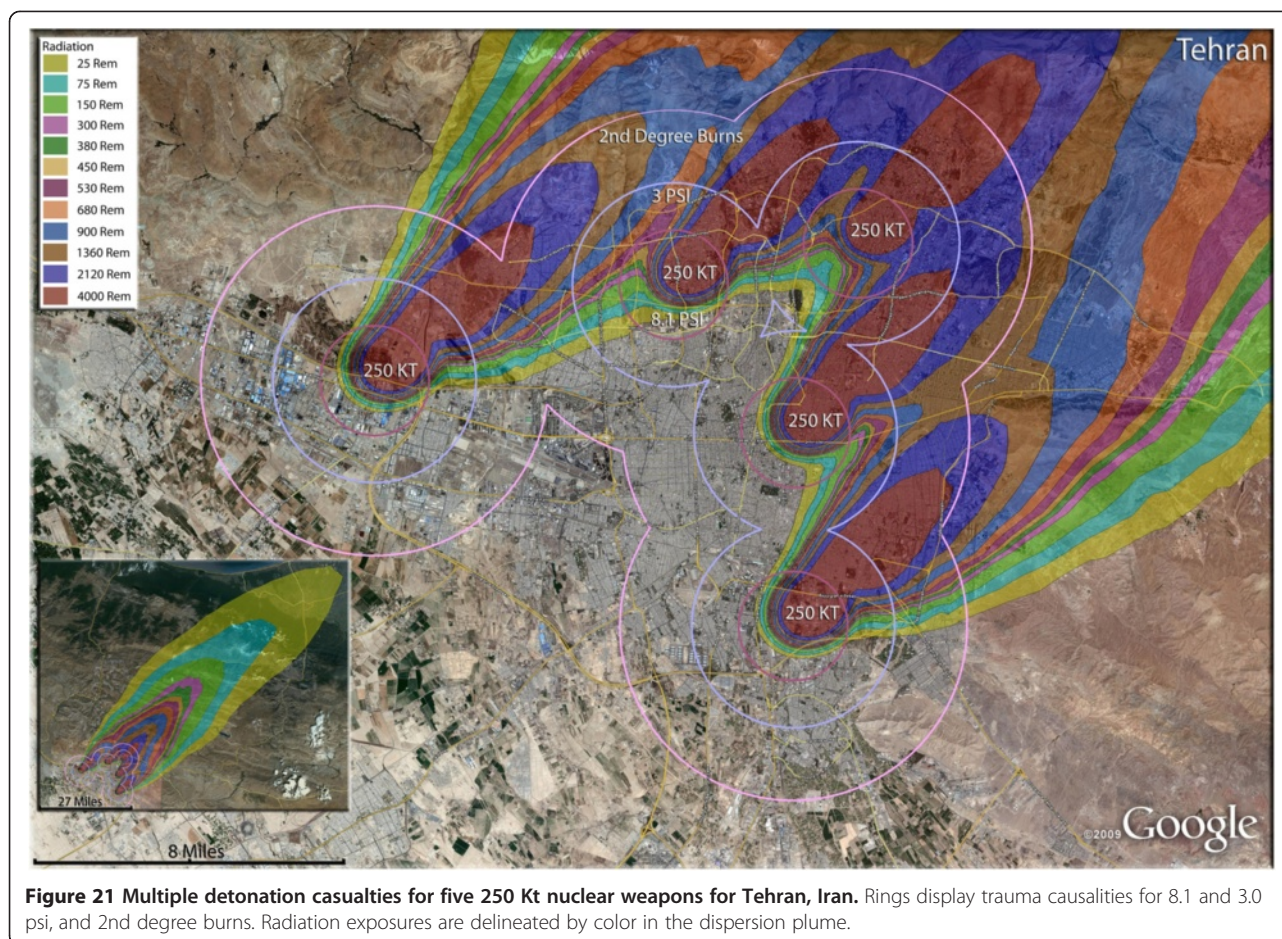 Radiation
25 Rem
75 Rem
150 Rem
300 Rem
380 Rem
450 Rem
530 Rem
680 Rem
900 Rem
1360 Rem
2120 Rem
4000 Rem
Tehran
2nd Degree Burns
3 PSI
250 KT
250 KT
8.1 PSI
250 KT
250 KT
250 KT
27 Miles
8 Miles
©2009 Google
Figure 21 Multiple detonation casualties for five 250 Kt nuclear weapons for Tehran, Iran. Rings display trauma causalities for 8.1 and 3.0
psi, and 2nd degree burns. Radiation exposures are delineated by color in the dispersion plume.